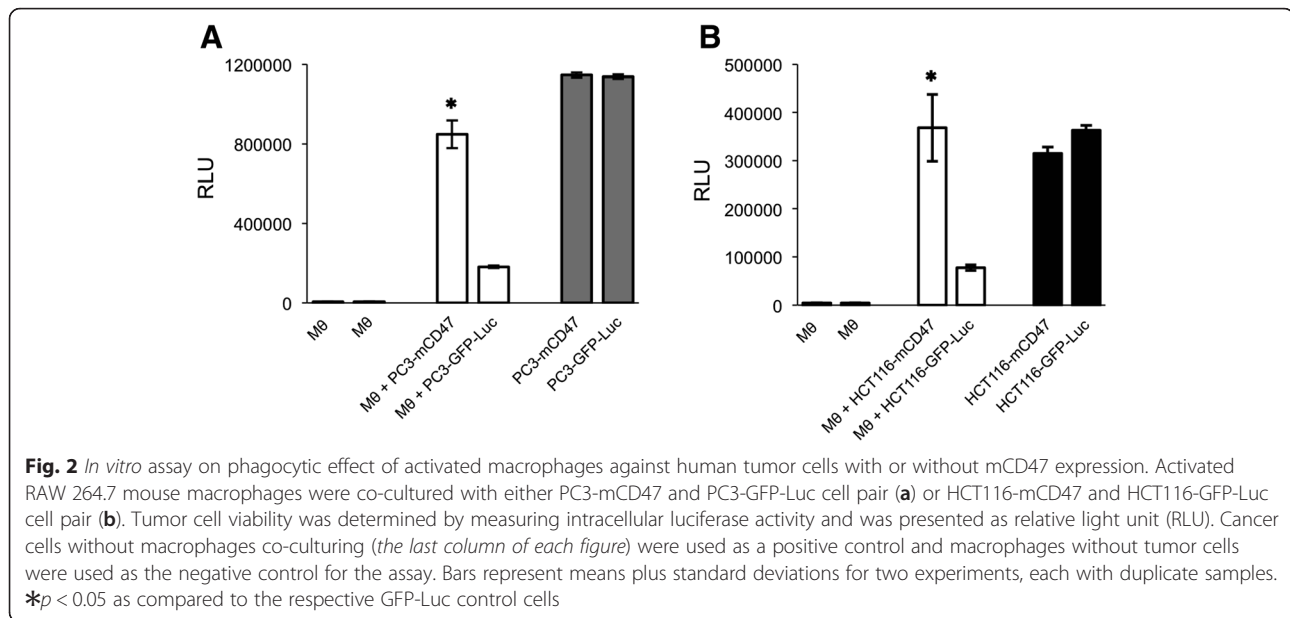 A
B
*
*
1200000
800000
400000
0
RLU
Mθ
Mθ
Mθ + PC3-mCD47
Mθ + PC3-GFP-Luc
PC3-mCD47
PC3-GFP-Luc
500000
400000
300000
200000
100000
0
RLU
Mθ
Mθ
Mθ + HCT116-mCD47
Mθ + HCT116-GFP-Luc
HCT116-mCD47
HCT116-GFP-Luc
Fig. 2 In vitro assay on phagocytic effect of activated macrophages against human tumor cells with or without mCD47 expression. Activated
RAW 264.7 mouse macrophages were co-cultured with either PC3-mCD47 and PC3-GFP-Luc cell pair (a) or HCT116-mCD47 and HCT116-GFP-Luc
cell pair (b). Tumor cell viability was determined by measuring intracellular luciferase activity and was presented as relative light unit (RLU). Cancer
cells without macrophages co-culturing (the last column of each figure) were used as a positive control and macrophages without tumor cells
were used as the negative control for the assay. Bars represent means plus standard deviations for two experiments, each with duplicate samples.
*p < 0.05 as compared to the respective GFP-Luc control cells